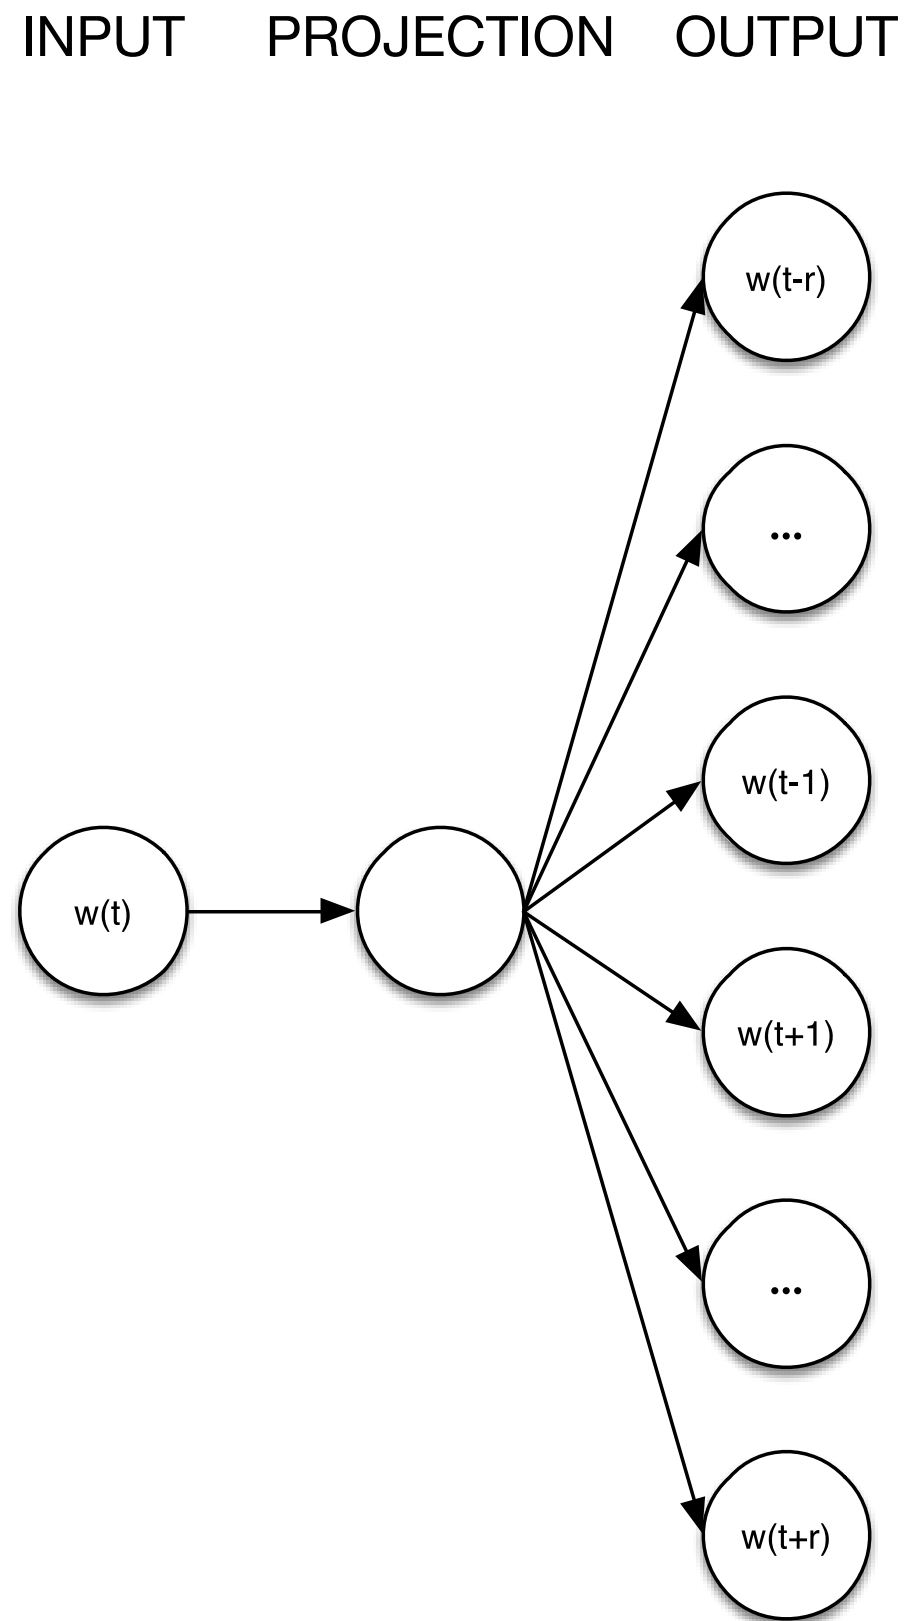 INPUT PROJECTION OUTPUT
w(t-r)
...
w(t-1)
w(t)
w(t+1)
...
w(t+r)